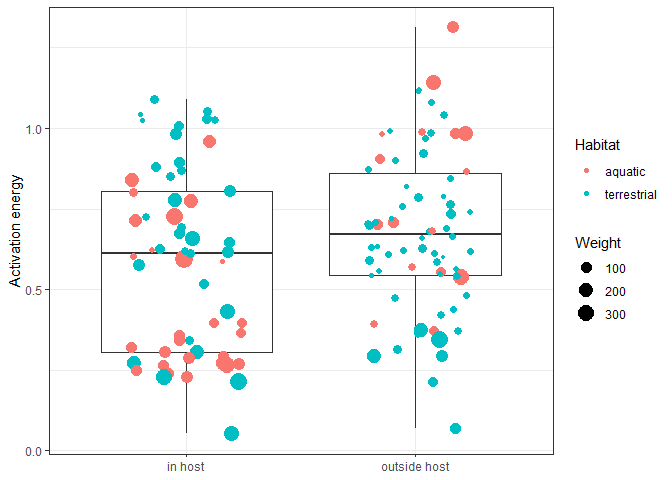 Activation energy
1.0
0.5
0.0
in host
outside host
Habitat
aquatic
terrestrial
Weight
100
200
300